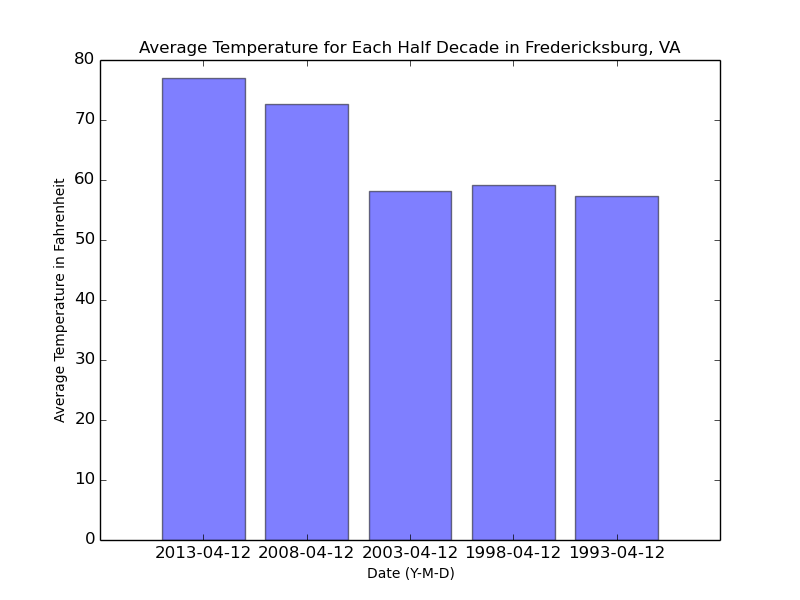 Average Temperature for Each Half Decade in Fredericksburg, VA
80
70
60
50
40
30
20
10
0
Average Temperature in Fahrenheit
2013-04-12 2008-04-12 2003-04-12 1998-04-12 1993-04-12
Date (Y-M-D)